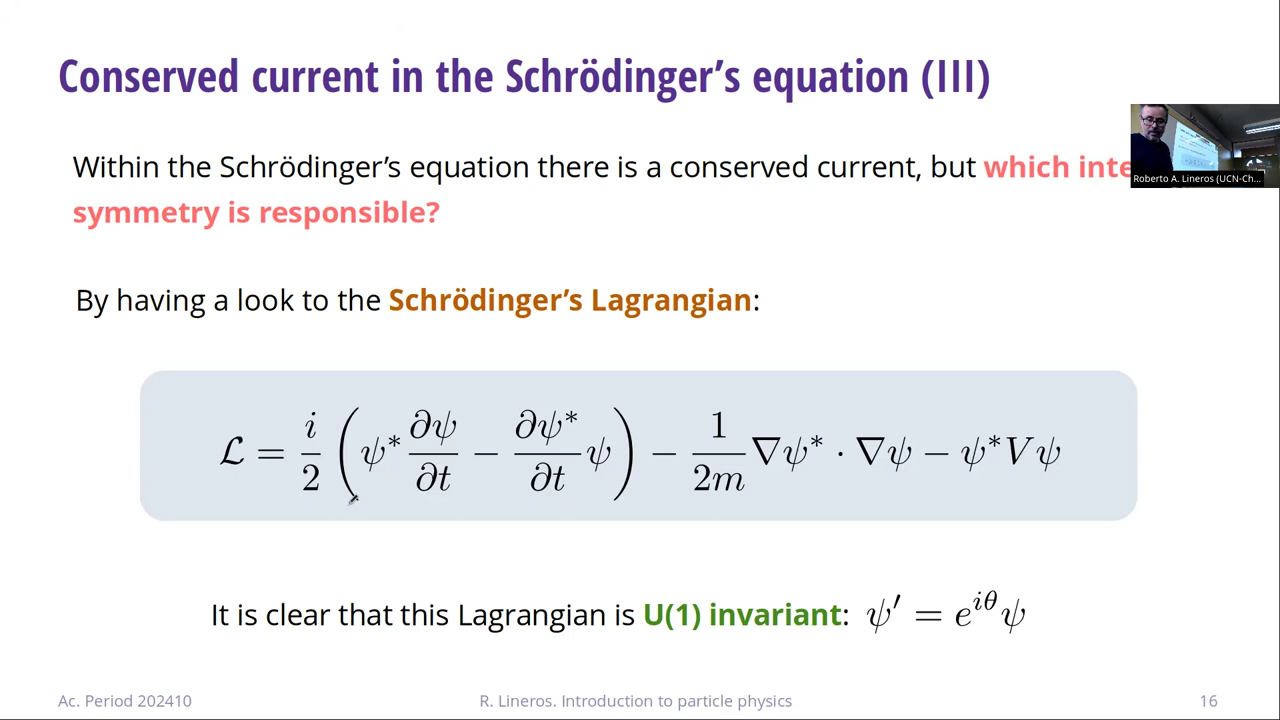 Conserved current in the Schrödinger’s equation (III)
Within the Schrödinger’s equation there is a conserved current, but which
symmetry is responsible?
Roberto A. Lineros (UCN-Ch...
By having a look to the Schrödinger’s Lagrangian:
ℒ = i/2 (ψ* ∂ψ/∂t − ∂ψ*/∂t ψ) − 1/2m ∇ψ* · ∇ψ − ψ*Vψ
It is clear that this Lagrangian is U(1) invariant: ψ′ = e^{iθ}ψ
Ac. Period 202410
R. Lineros. Introduction to particle physics
16